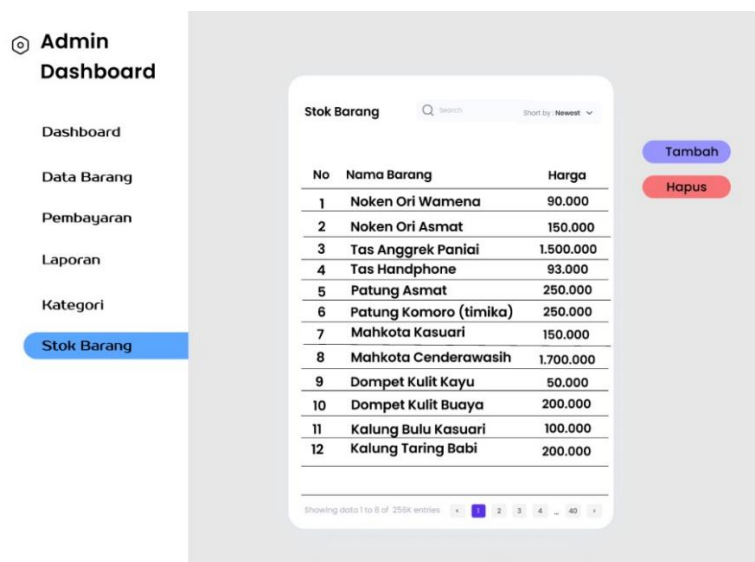 Admin
Dashboard
Dashboard
Data Barang
Pembayaran
Laporan
Kategori
Stok Barang
Stok Barang
Search
Short by : Newest
Tambah
Hapus
No Nama Barang Harga
1 Noken Ori Wamena 90.000
2 Noken Ori Asmat 150.000
3 Tas Anggrek Paniai 1.500.000
4 Tas Handphone 93.000
5 Patung Asmat 250.000
6 Patung Komoro (timika) 250.000
7 Mahkota Kasuari 150.000
8 Mahkota Cenderawasih 1.700.000
9 Dompet Kulit Kayu 50.000
10 Dompet Kulit Buaya 200.000
11 Kalung Bulu Kasuari 100.000
12 Kalung Taring Babi 200.000
Showing data 1 to 8 of 256K entries < 1 2 3 4 ... 40 >